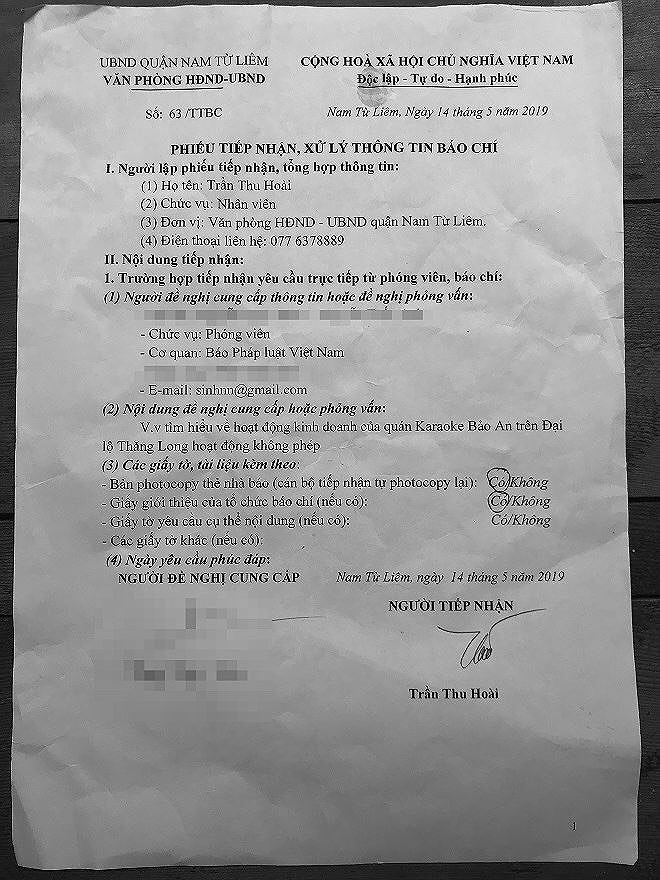 UBND QUẬN NAM TỪ LIÊM
VĂN PHÒNG HĐND-UBND
CỘNG HOÀ XÃ HỘI CHỦ NGHĨA VIỆT NAM
Độc lập - Tự do - Hạnh phúc
Số: 63 /TTBC
Nam Từ Liêm, Ngày 14 tháng 5 năm 2019
PHIẾU TIẾP NHẬN, XỬ LÝ THÔNG TIN BÁO CHÍ
I. Người lập phiếu tiếp nhận, tổng hợp thông tin:
(1) Họ tên: Trần Thu Hoài
(2) Chức vụ: Nhân viên
(3) Đơn vị: Văn phòng HĐND - UBND quận Nam Từ Liêm.
(4) Điện thoại liên hệ: 077 6378889
II. Nội dung tiếp nhận:
1. Trường hợp tiếp nhận yêu cầu trực tiếp từ phóng viên, báo chí:
(1) Người đề nghị cung cấp thông tin hoặc đề nghị phỏng vấn:
- Chức vụ: Phóng viên
- Cơ quan: Báo Pháp luật Việt Nam
- E-mail: sinhnn@gmail.com
(2) Nội dung đề nghị cung cấp hoặc phỏng vấn:
V.v tìm hiểu về hoạt động kinh doanh của quán Karaoke Bảo An trên Đại
lộ Thăng Long hoạt động không phép
(3) Các giấy tờ, tài liệu kèm theo:
- Bản photocopy thẻ nhà báo (cán bộ tiếp nhận tự photocopy lại): Có/Không
- Giấy giới thiệu của tổ chức báo chí (nếu có): Có/Không
- Giấy tờ yêu cầu cụ thể nội dung (nếu có): Có/Không
- Các giấy tờ khác (nếu có):
(4) Ngày yêu cầu phúc đáp:
NGƯỜI ĐỀ NGHỊ CUNG CẤP
Nam Từ Liêm, ngày 14 tháng 5 năm 2019
NGƯỜI TIẾP NHẬN
Trần Thu Hoài
1